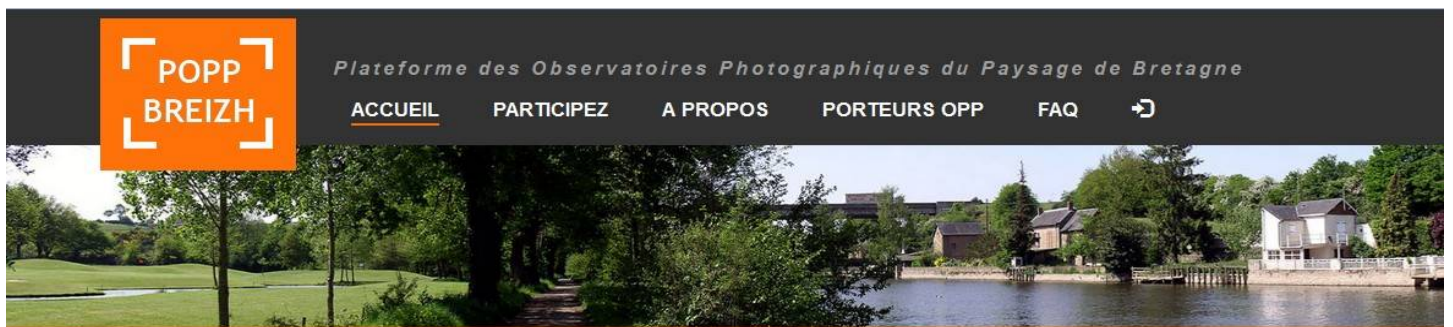 POPP
BREIZH
Plateforme des Observatoires Photographiques du Paysage de Bretagne
ACCUEIL PARTICIPEZ A PROPOS PORTEURS OPP FAQ